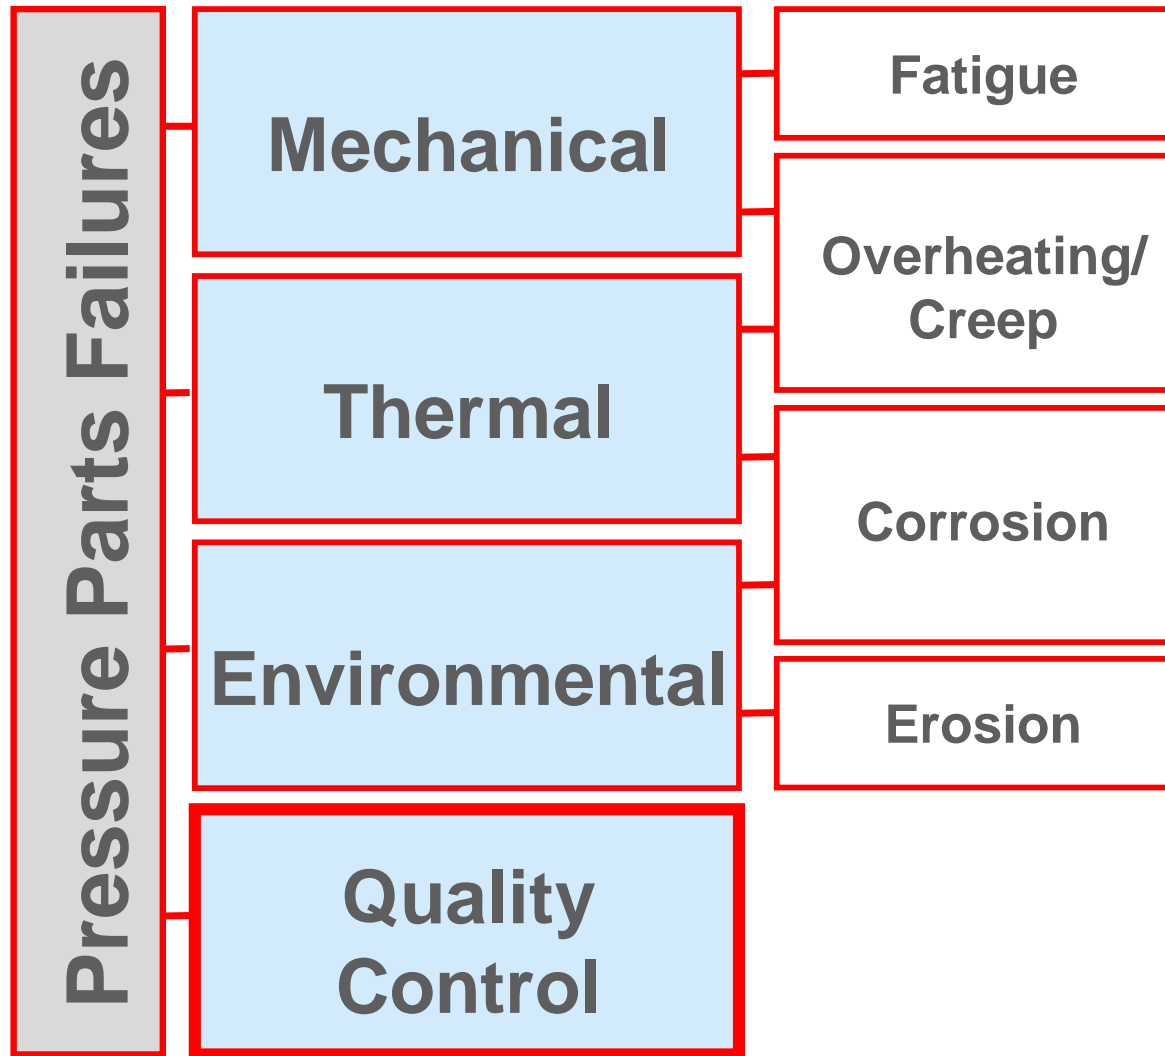 Pressure Parts Failures
Mechanical
Thermal
Environmental
Quality
Control
Fatigue
Overheating/
Creep
Corrosion
Erosion